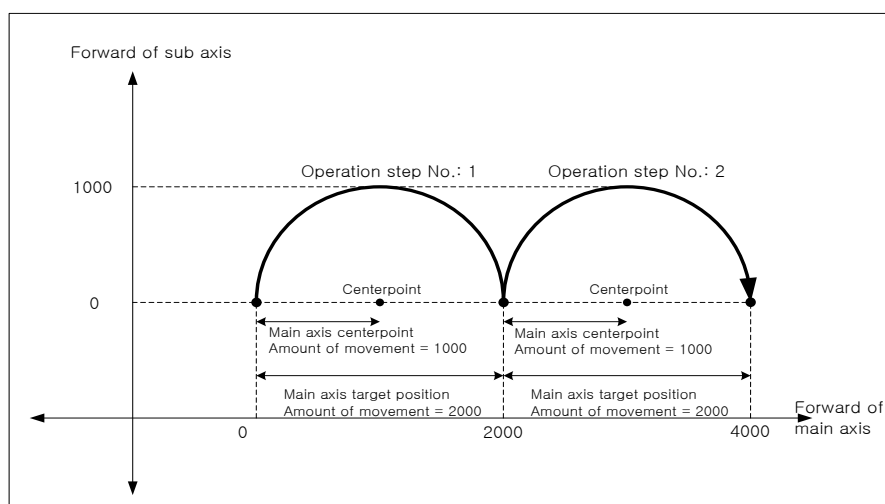 Forward of sub axis
Operation step No.: 1
Operation step No.: 2
1000
Centerpoint
Centerpoint
0
Main axis centerpoint
Amount of movement = 1000
Main axis centerpoint
Amount of movement = 1000
Main axis target position
Amount of movement = 2000
Main axis target position
Amount of movement = 2000
Forward of
main axis
0
2000
4000